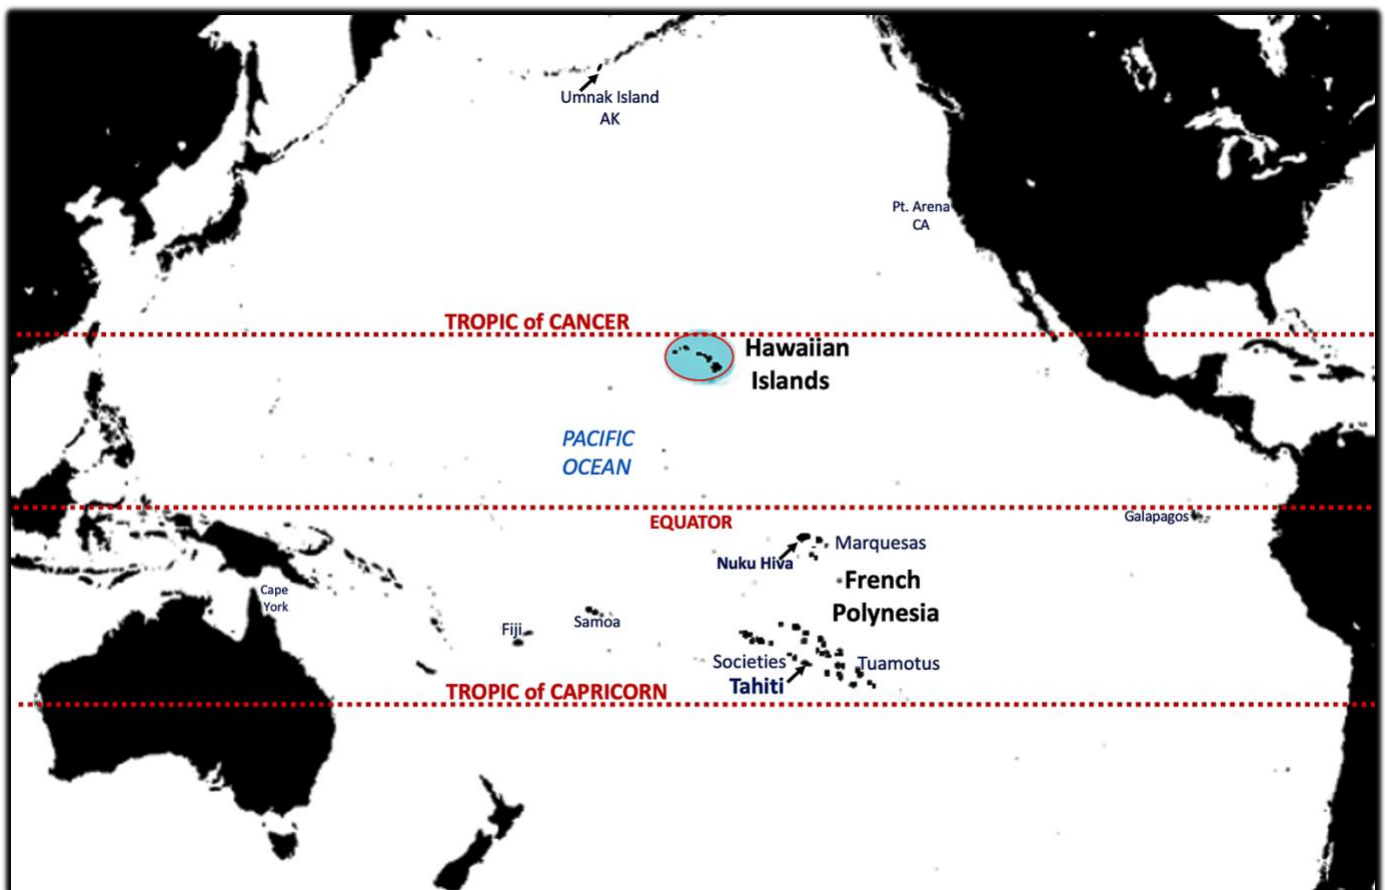 Umnak Island
AK
Pt. Arena
CA
TROPIC of CANCER
Hawaiian
Islands
PACIFIC
OCEAN
EQUATOR
Galapagos
Nuku Hiva
Marquesas
French
Polynesia
Cape
York
Fiji
Samoa
Societies
Tuamotus
Tahiti
TROPIC of CAPRICORN